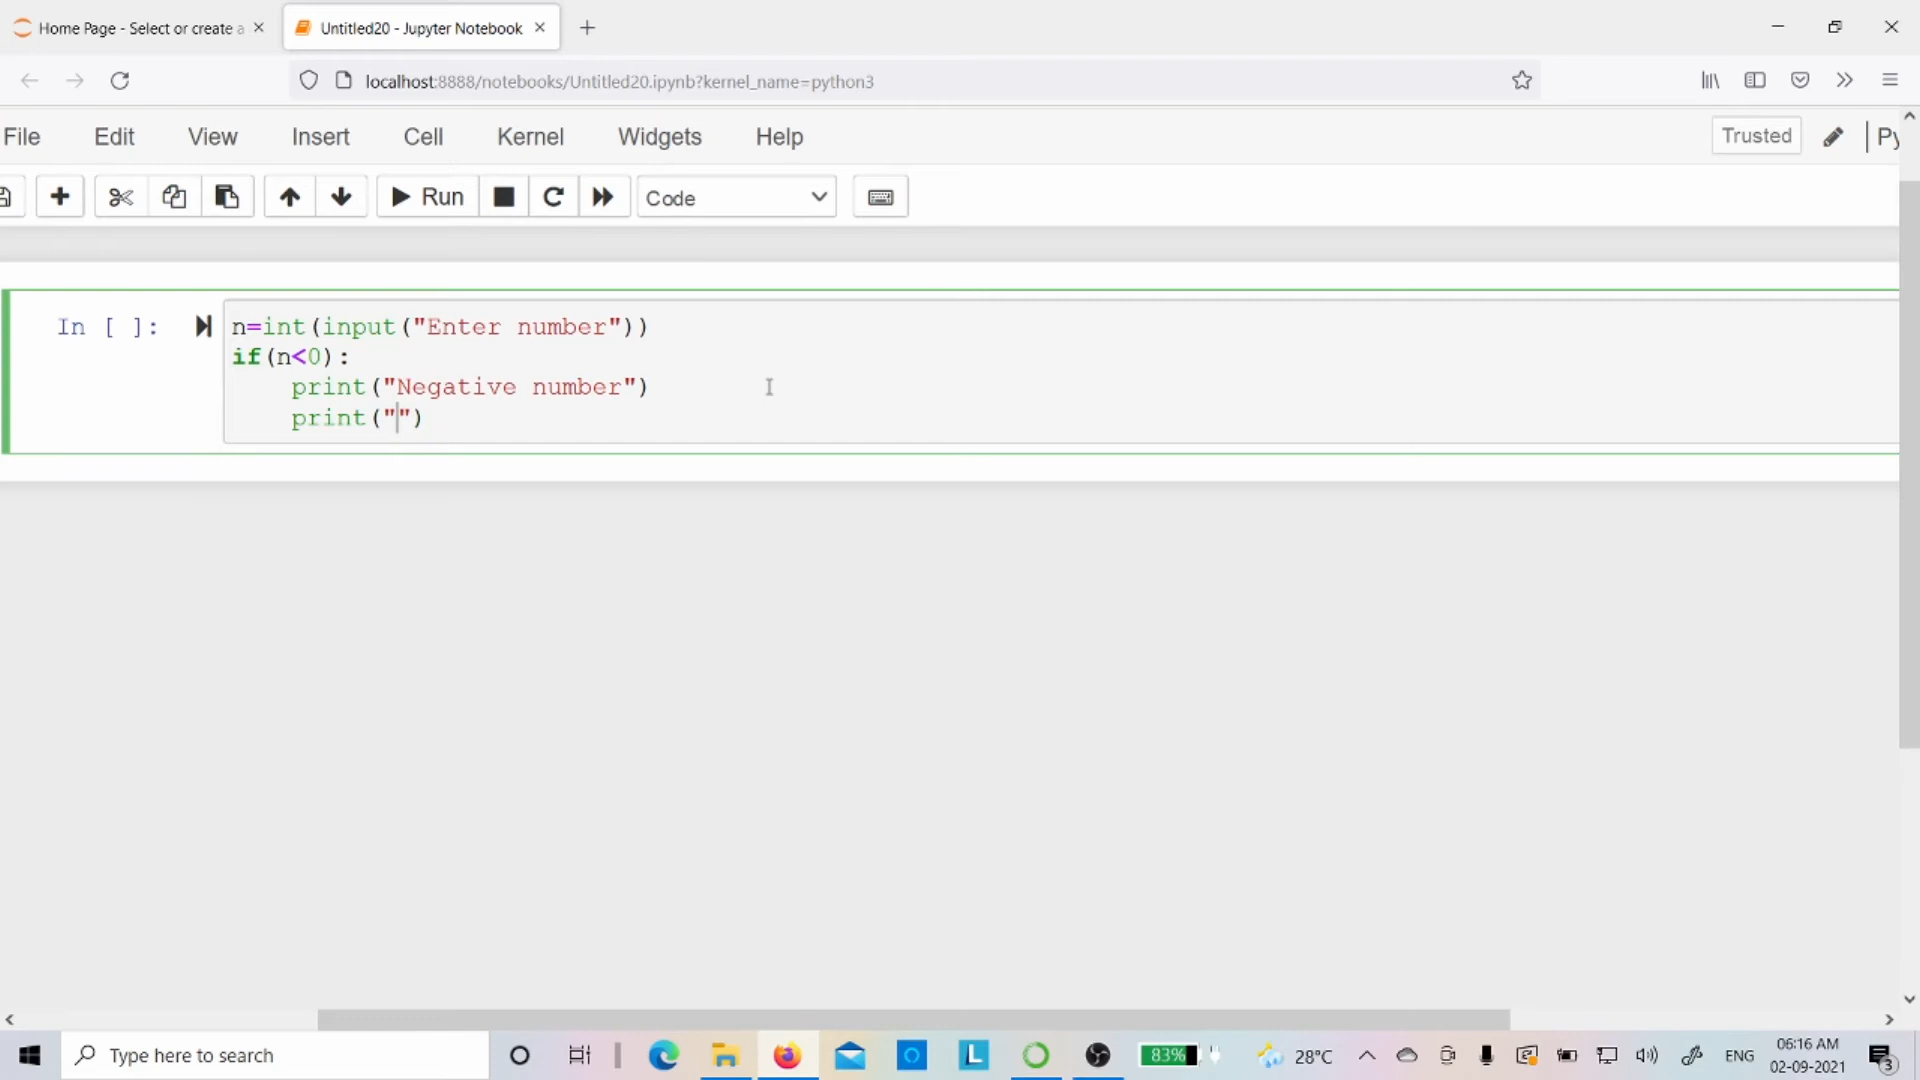 Home Page - Select or create a
Untitled20 - Jupyter Notebook
localhost:8888/notebooks/Untitled20.ipynb?kernel_name=python3
File Edit View Insert Cell Kernel Widgets Help Trusted Py
Run Code
In [ ]: n=int(input("Enter number"))
if(n<0):
print("Negative number")
print("")
Type here to search
83% 28°C ENG 06:16 AM
02-09-2021
3